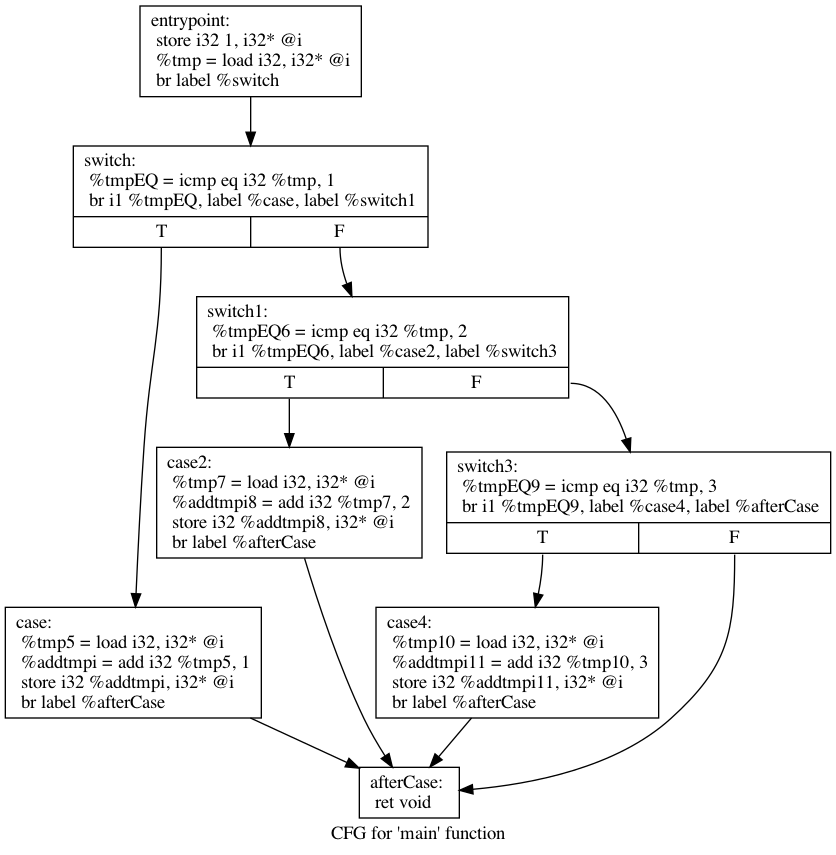 entrypoint:
store i32 1, i32* @i
%tmp = load i32, i32* @i
br label %switch
switch:
%tmpEQ = icmp eq i32 %tmp, 1
br i1 %tmpEQ, label %case, label %switch1
T
F
switch1:
%tmpEQ6 = icmp eq i32 %tmp, 2
br i1 %tmpEQ6, label %case2, label %switch3
T
F
case2:
%tmp7 = load i32, i32* @i
%addtmpi8 = add i32 %tmp7, 2
store i32 %addtmpi8, i32* @i
br label %afterCase
switch3:
%tmpEQ9 = icmp eq i32 %tmp, 3
br i1 %tmpEQ9, label %case4, label %afterCase
T
F
case:
%tmp5 = load i32, i32* @i
%addtmpi = add i32 %tmp5, 1
store i32 %addtmpi, i32* @i
br label %afterCase
case4:
%tmp10 = load i32, i32* @i
%addtmpi11 = add i32 %tmp10, 3
store i32 %addtmpi11, i32* @i
br label %afterCase
afterCase:
ret void
CFG for 'main' function